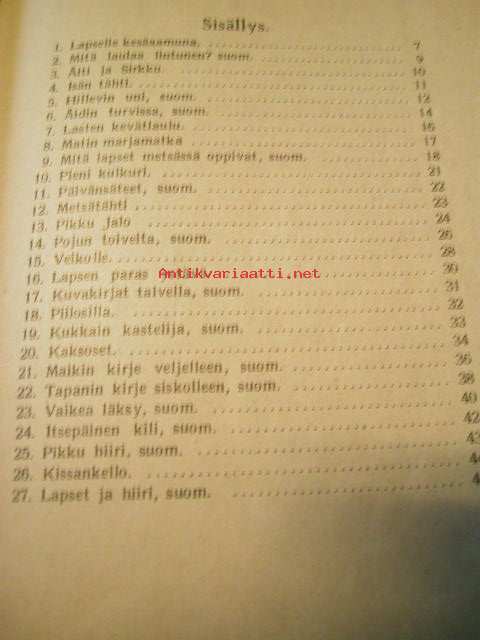 Sisällys.
1. Lapselle kesäaamuna, 7
2. Mitä laulaa lintunen? suom. 9
3. Äiti ja Sirkku. 10
4. Isän tähti. 11
5. Hillevin uni, suom. 12
6. Äidin turvissa, suom. 14
7. Lasten kevätlaulu. 16
8. Matin marjamatka 17
9. Mitä lapset metsässä oppivat, suom. 18
10. Pieni kulkuri. 21
11. Päivänsäteet, suom. 22
12. Metsätähti 23
13. Pikku Jalo 24
14. Pojun toiveita, suom. 26
15. Veikolle. 28
16. Lapsen paras 30
Antikvariaatti.net
17. Kuvakirjat talvella, suom. 31
18. Piilosilla. 32
19. Kukkain kastelija, suom. 33
20. Kaksoset. 34
21. Maikin kirje veljelleen, suom. 36
22. Tapanin kirje siskolleen, suom. 38
23. Vaikea läksy, suom. 40
24. Itsepäinen kili, suom. 42
25. Pikku hiiri, suom.
26. Kissankello.
27. Lapset ja hiiri, suom.